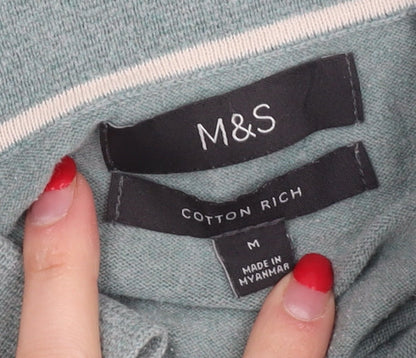 M&S
COTTON RICH
M
MADE IN
MYANMAR